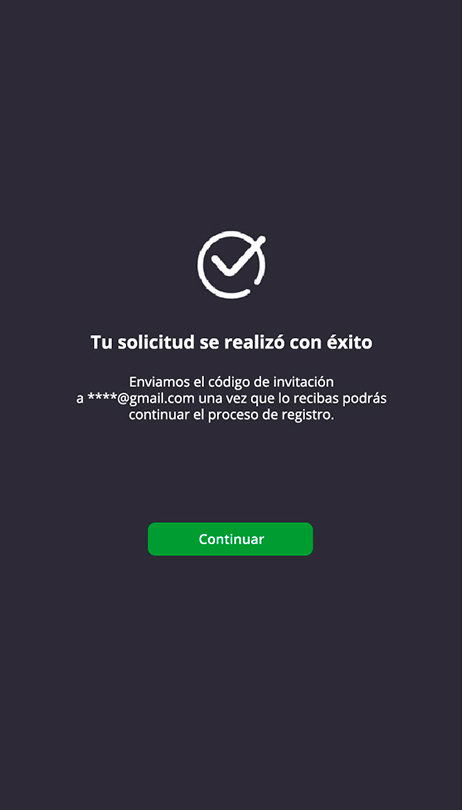 Tu solicitud se realizó con éxito
Enviamos el código de invitación
a ****@gmail.com una vez que lo recibas podrás
continuar el proceso de registro.
Continuar